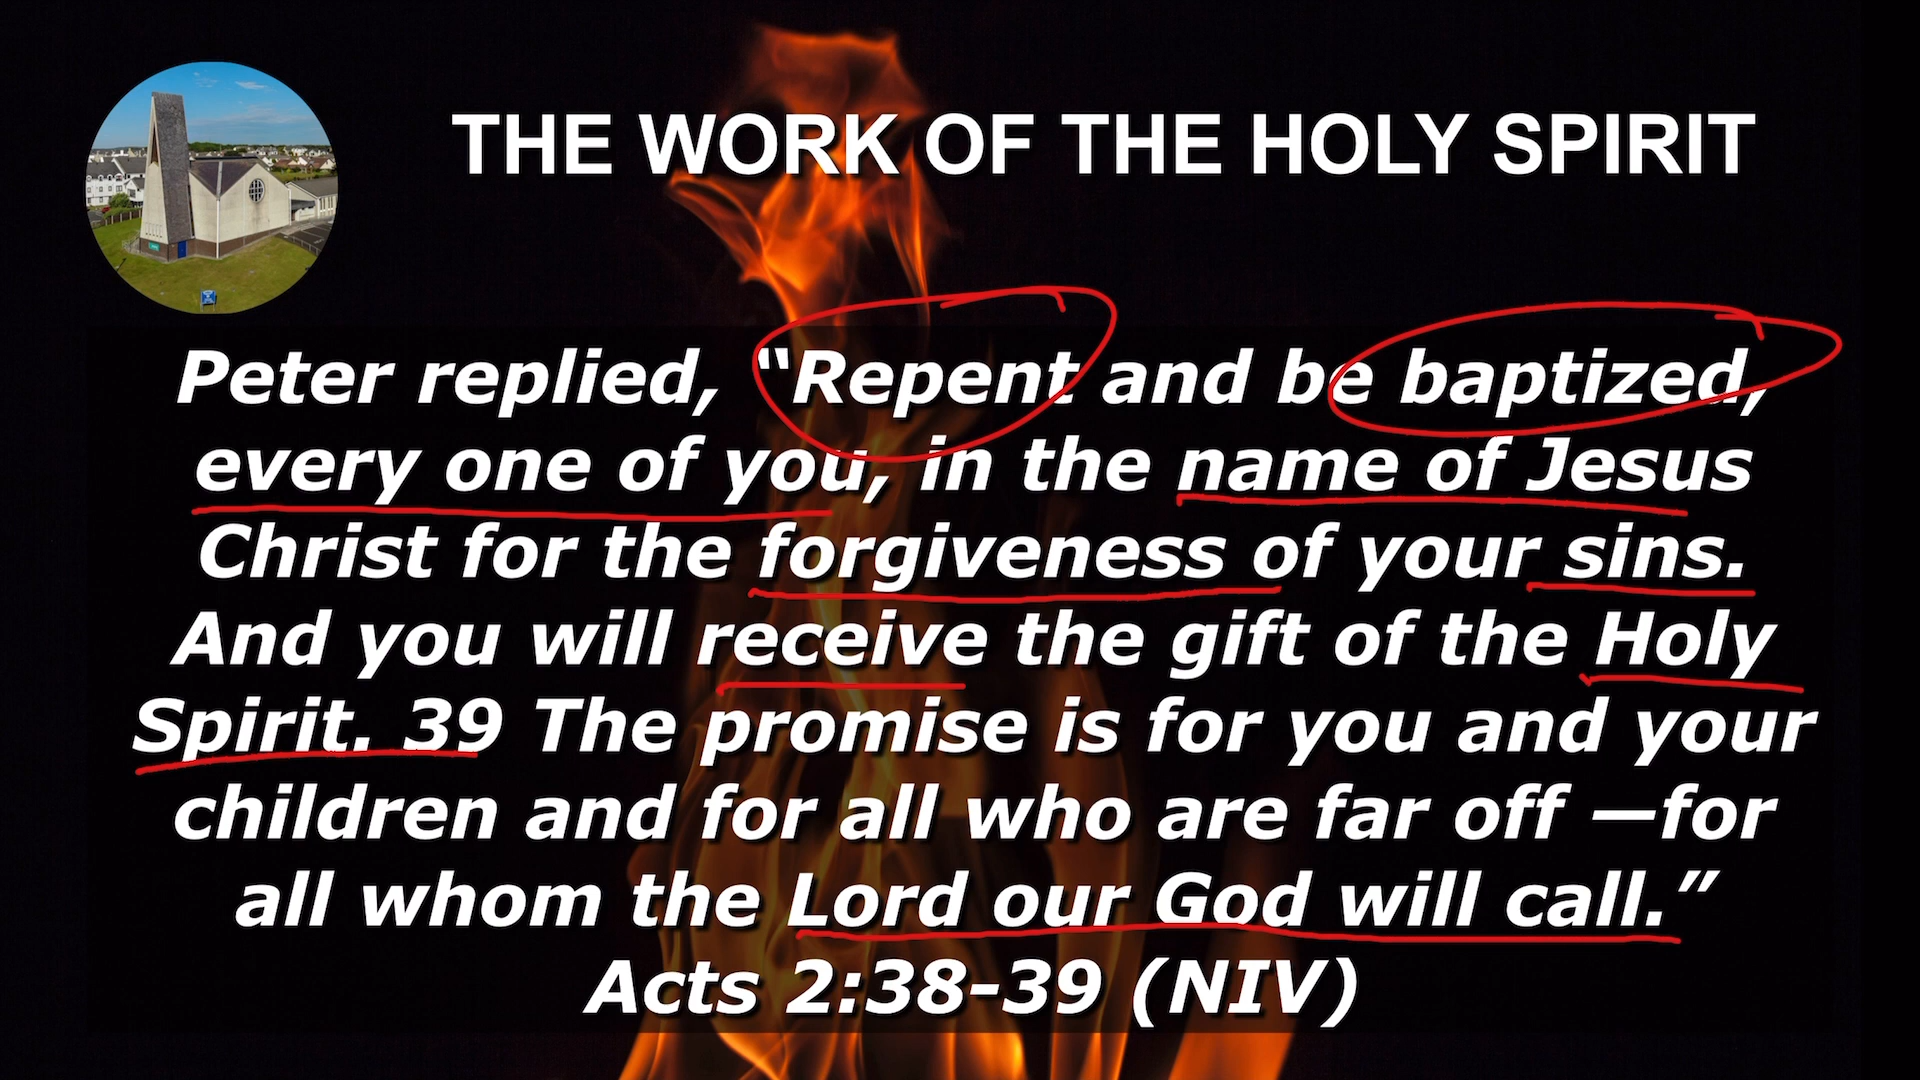 THE WORK OF THE HOLY SPIRIT
Peter replied, “Repent and be baptized,
every one of you, in the name of Jesus
Christ for the forgiveness of your sins.
And you will receive the gift of the Holy
Spirit. 39 The promise is for you and your
children and for all who are far off —for
all whom the Lord our God will call.”
Acts 2:38-39 (NIV)